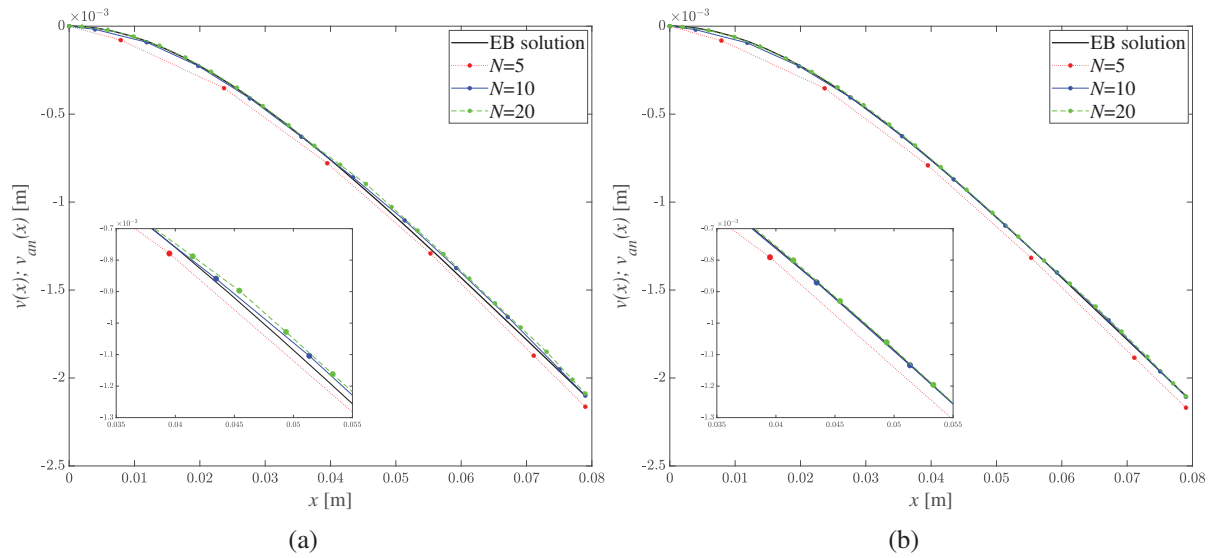 ×10⁻³
0
-0.5
-1
-1.5
-2
-2.5
v(x); v_an(x) [m]
EB solution
N=5
N=10
N=20
×10⁻³
-0.7
-0.8
-0.9
-1
-1.1
-1.2
-1.3
0.035 0.04 0.045 0.05 0.055
0 0.01 0.02 0.03 0.04 0.05 0.06 0.07 0.08
x [m]
(a)
×10⁻³
0
-0.5
-1
-1.5
-2
-2.5
v(x); v_an(x) [m]
EB solution
N=5
N=10
N=20
×10⁻³
-0.7
-0.8
-0.9
-1
-1.1
-1.2
-1.3
0.035 0.04 0.045 0.05 0.055
0 0.01 0.02 0.03 0.04 0.05 0.06 0.07 0.08
x [m]
(b)